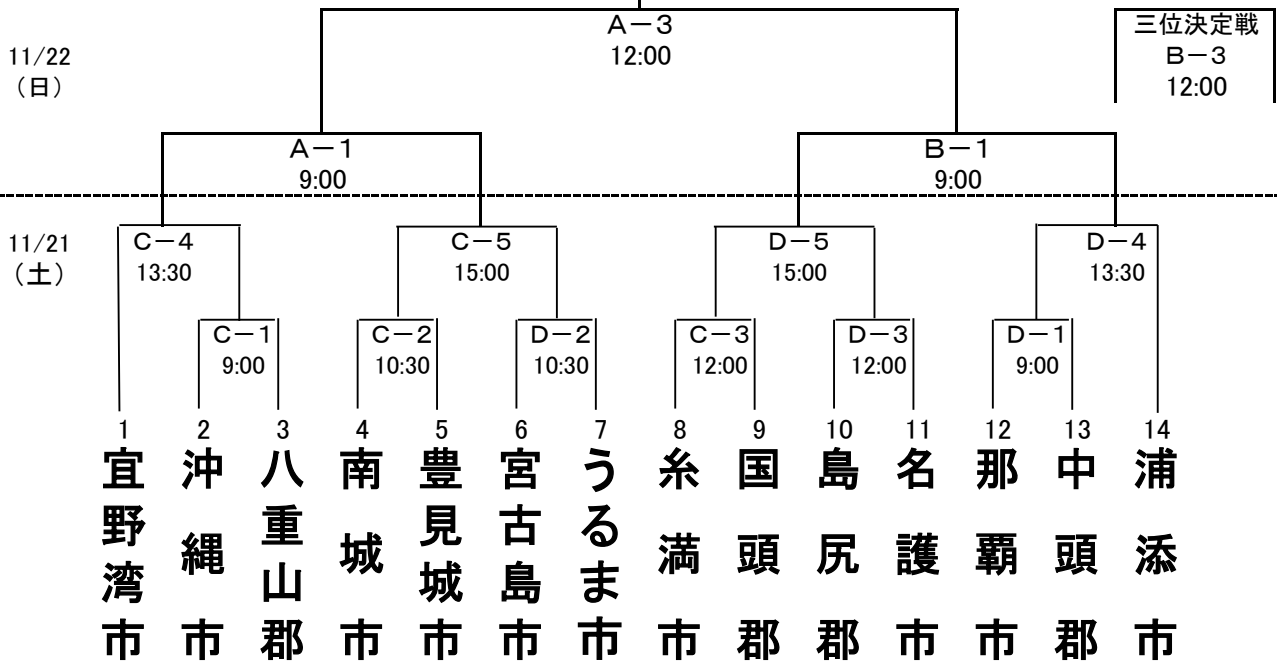 A－3
12:00
三位決定戦
B－3
12:00
11/22
（日）
A－1
9:00
B－1
9:00
11/21
（土）
C－4
13:30
C－5
15:00
D－5
15:00
D－4
13:30
C－1
9:00
C－2
10:30
D－2
10:30
C－3
12:00
D－3
12:00
D－1
9:00
1
宜野湾市
2
沖縄市
3
八重山郡
4
南城市
5
豊見城市
6
宮古島市
7
うるま市
8
糸満市
9
国頭郡
10
島尻郡
11
名護市
12
那覇市
13
中頭郡
14
浦添市